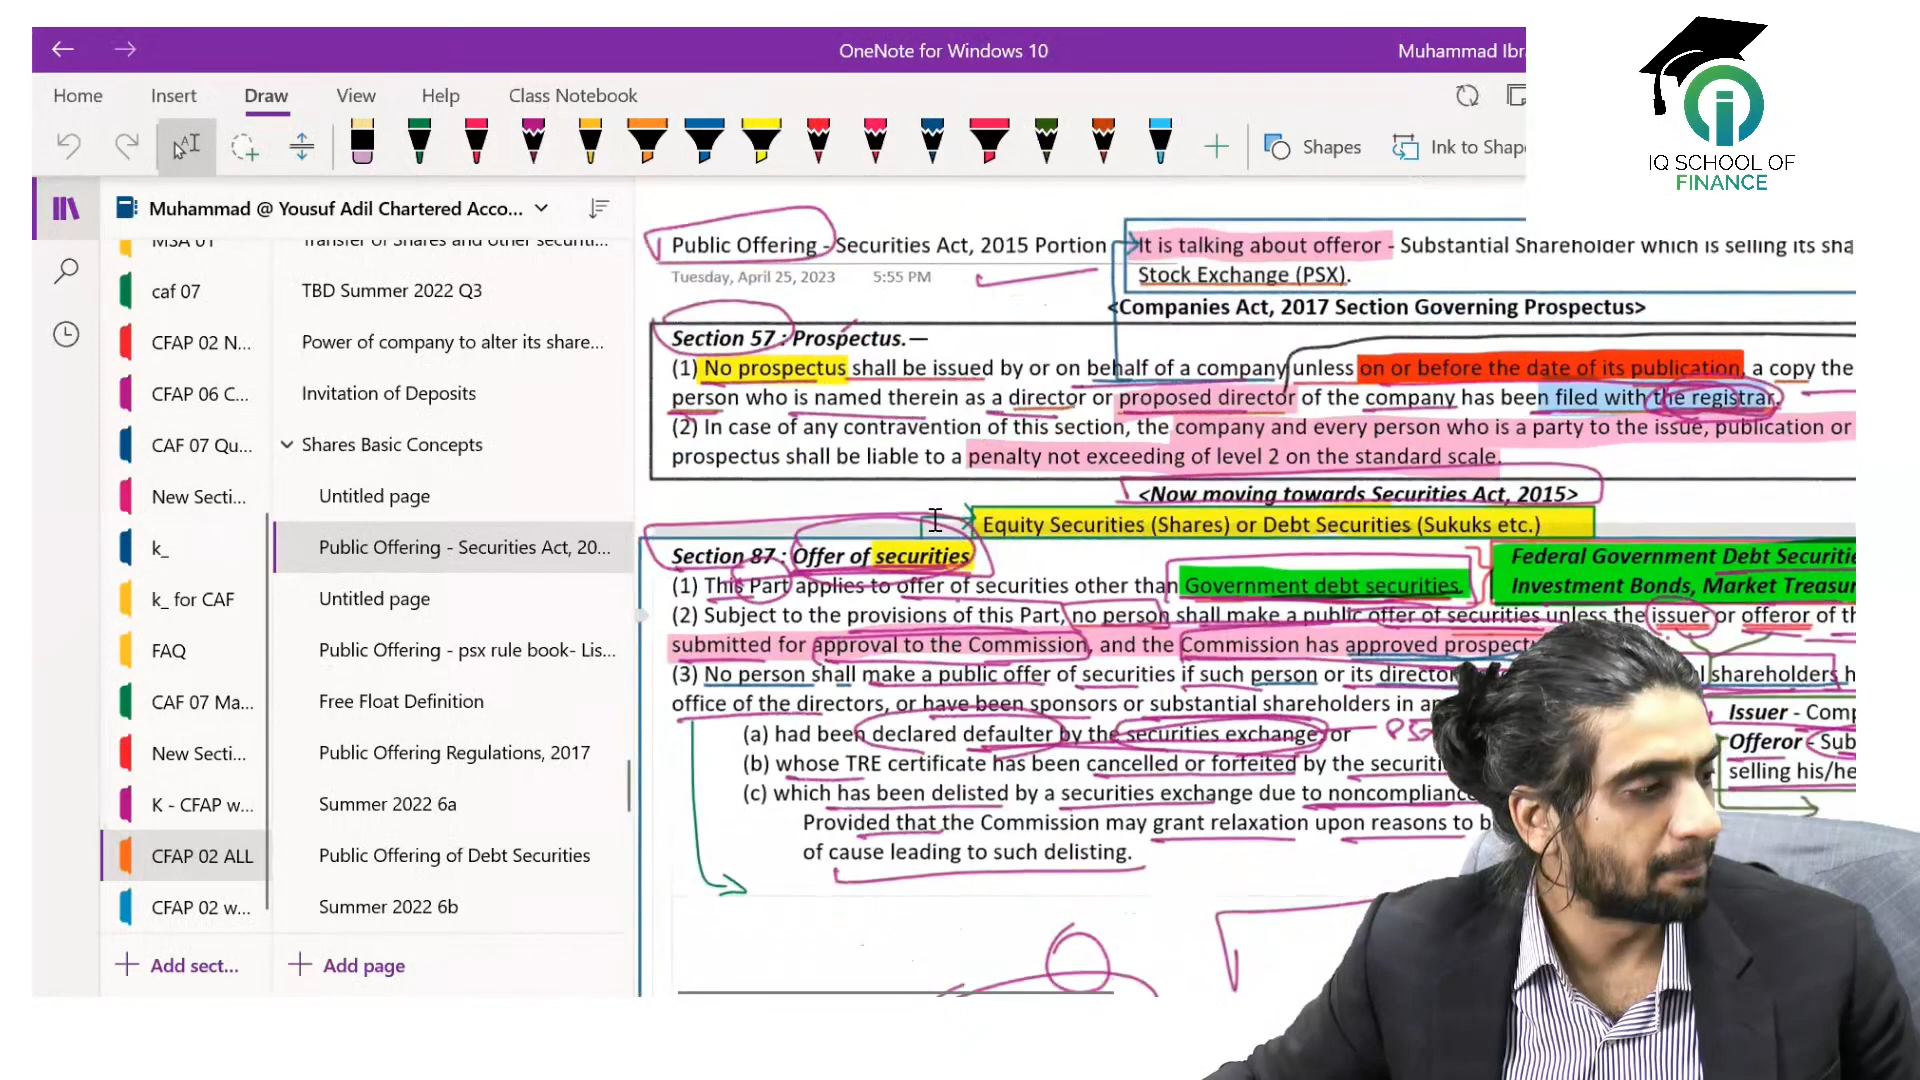 OneNote for Windows 10
Muhammad Ibr
Home Insert Draw View Help Class Notebook
Shapes
Ink to Shap
IQ SCHOOL OF
FINANCE
Muhammad @ Yousuf Adil Chartered Acco...
MSA 01
caf 07
CFAP 02 N...
CFAP 06 C...
CAF 07 Qu...
New Secti...
k_
k_ for CAF
FAQ
CAF 07 Ma...
New Secti...
K - CFAP w...
CFAP 02 ALL
CFAP 02 w...
Add sect...
Transfer of Shares and other securiti...
TBD Summer 2022 Q3
Power of company to alter its share...
Invitation of Deposits
Shares Basic Concepts
Untitled page
Public Offering - Securities Act, 20...
Untitled page
Public Offering - psx rule book- Lis...
Free Float Definition
Public Offering Regulations, 2017
Summer 2022 6a
Public Offering of Debt Securities
Summer 2022 6b
Add page
Public Offering - Securities Act, 2015 Portion
Tuesday, April 25, 2023 5:55 PM
It is talking about offeror - Substantial Shareholder which is selling its sha
Stock Exchange (PSX).
<Companies Act, 2017 Section Governing Prospectus>
Section 57 : Prospectus.—
(1) No prospectus shall be issued by or on behalf of a company unless on or before the date of its publication, a copy the
person who is named therein as a director or proposed director of the company has been filed with the registrar.
(2) In case of any contravention of this section, the company and every person who is a party to the issue, publication or
prospectus shall be liable to a penalty not exceeding of level 2 on the standard scale.
<Now moving towards Securities Act, 2015>
Equity Securities (Shares) or Debt Securities (Sukuks etc.)
Section 87 : Offer of securities
Federal Government Debt Securitie
Investment Bonds, Market Treasur
(1) This Part applies to offer of securities other than Government debt securities.
(2) Subject to the provisions of this Part, no person shall make a public offer of securities unless the issuer or offeror of th
submitted for approval to the Commission, and the Commission has approved prospect
(3) No person shall make a public offer of securities if such person or its director l shareholders h
office of the directors, or have been sponsors or substantial shareholders in a
(a) had been declared defaulter by the securities exchange, or
(b) whose TRE certificate has been cancelled or forfeited by the securiti
(c) which has been delisted by a securities exchange due to noncomplianc
Provided that the Commission may grant relaxation upon reasons to b
of cause leading to such delisting.
Issuer - Comp
Offeror - Sub
selling his/he